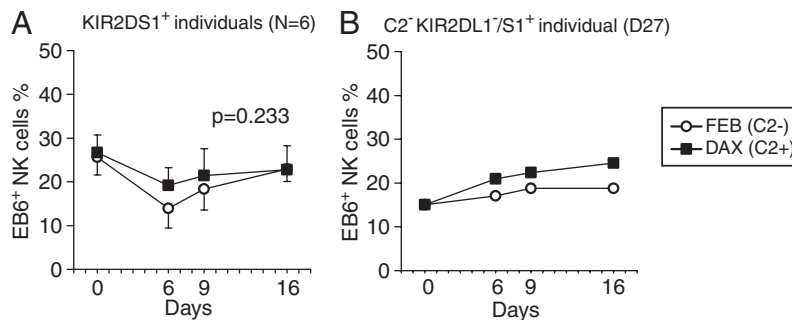 A KIR2DS1⁺ individuals (N=6)
50
40
30
20
10
0
EB6⁺ NK cells %
p=0.233
0 6 9 16
Days
B C2⁻ KIR2DL1⁻/S1⁺ individual (D27)
50
40
30
20
10
0
EB6⁺ NK cells %
0 6 9 16
Days
FEB (C2-)
DAX (C2+)